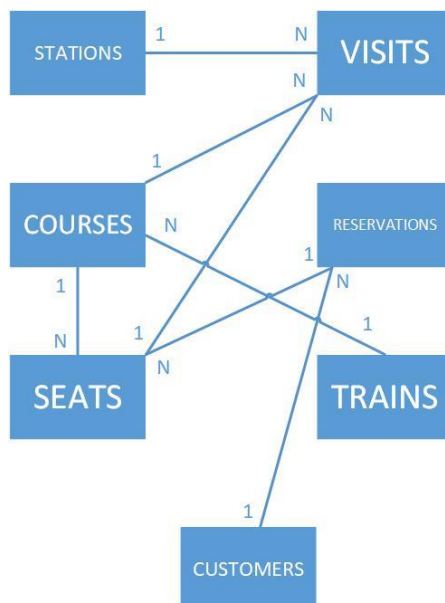 1 N
STATIONS VISITS
N
N
1
COURSES N RESERVATIONS
1 1 N
N 1 1
N
SEATS TRAINS
1
CUSTOMERS